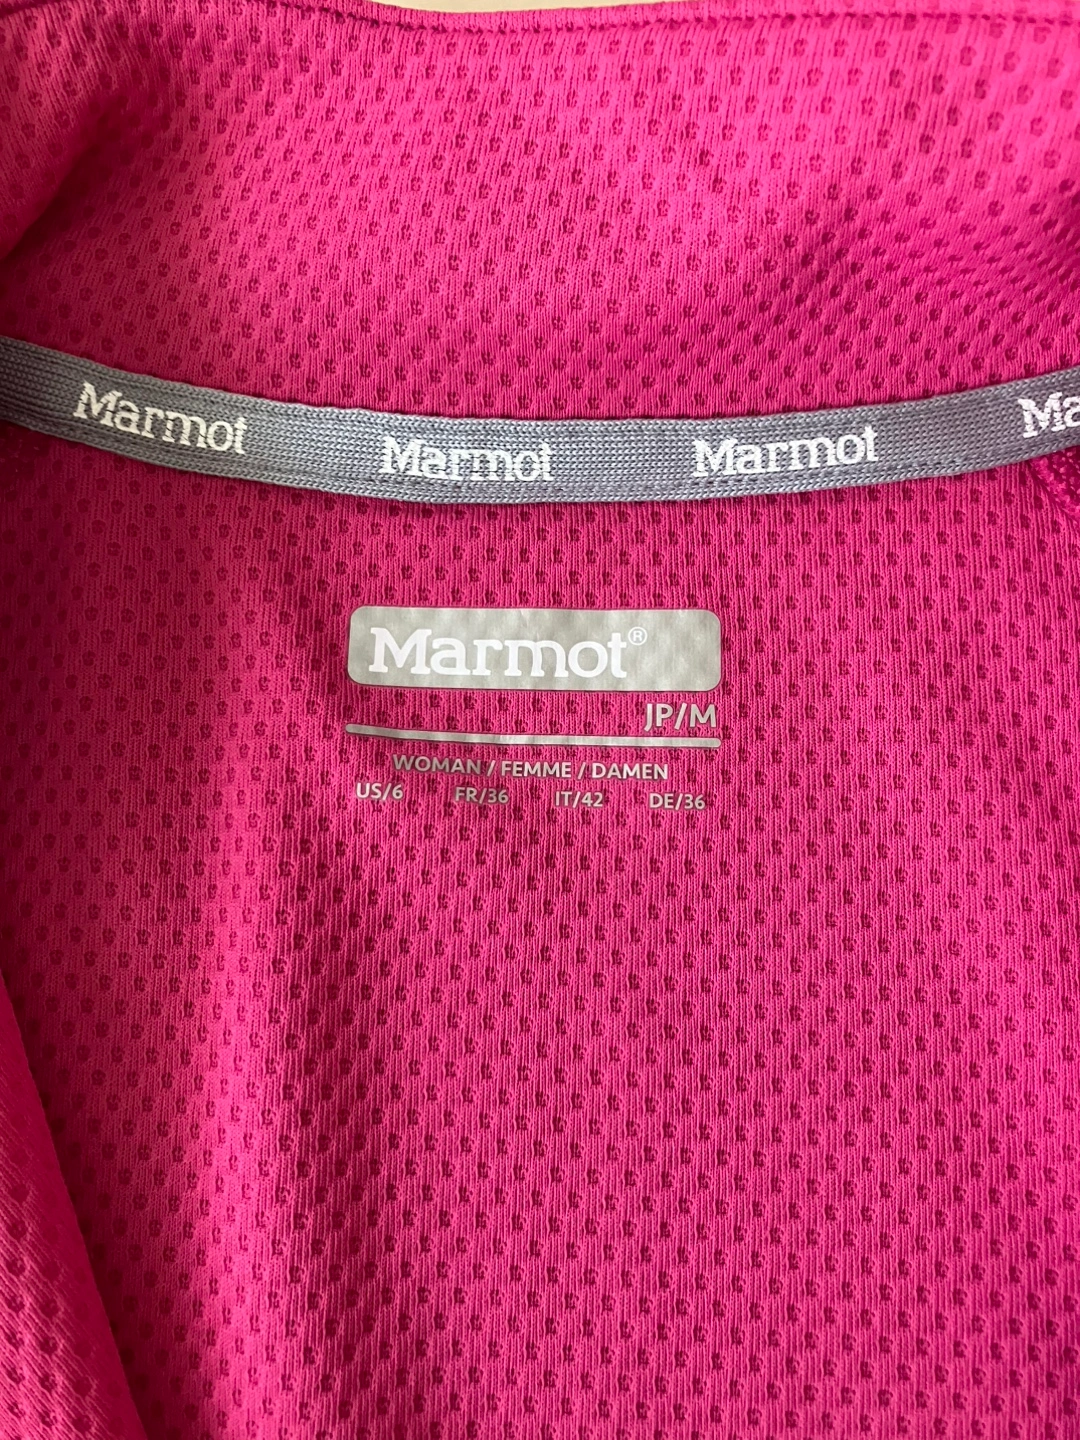 Marmot Marmot Marmot Ma
Marmot®
JP/M
WOMAN / FEMME / DAMEN
US/6 FR/36 IT/42 DE/36